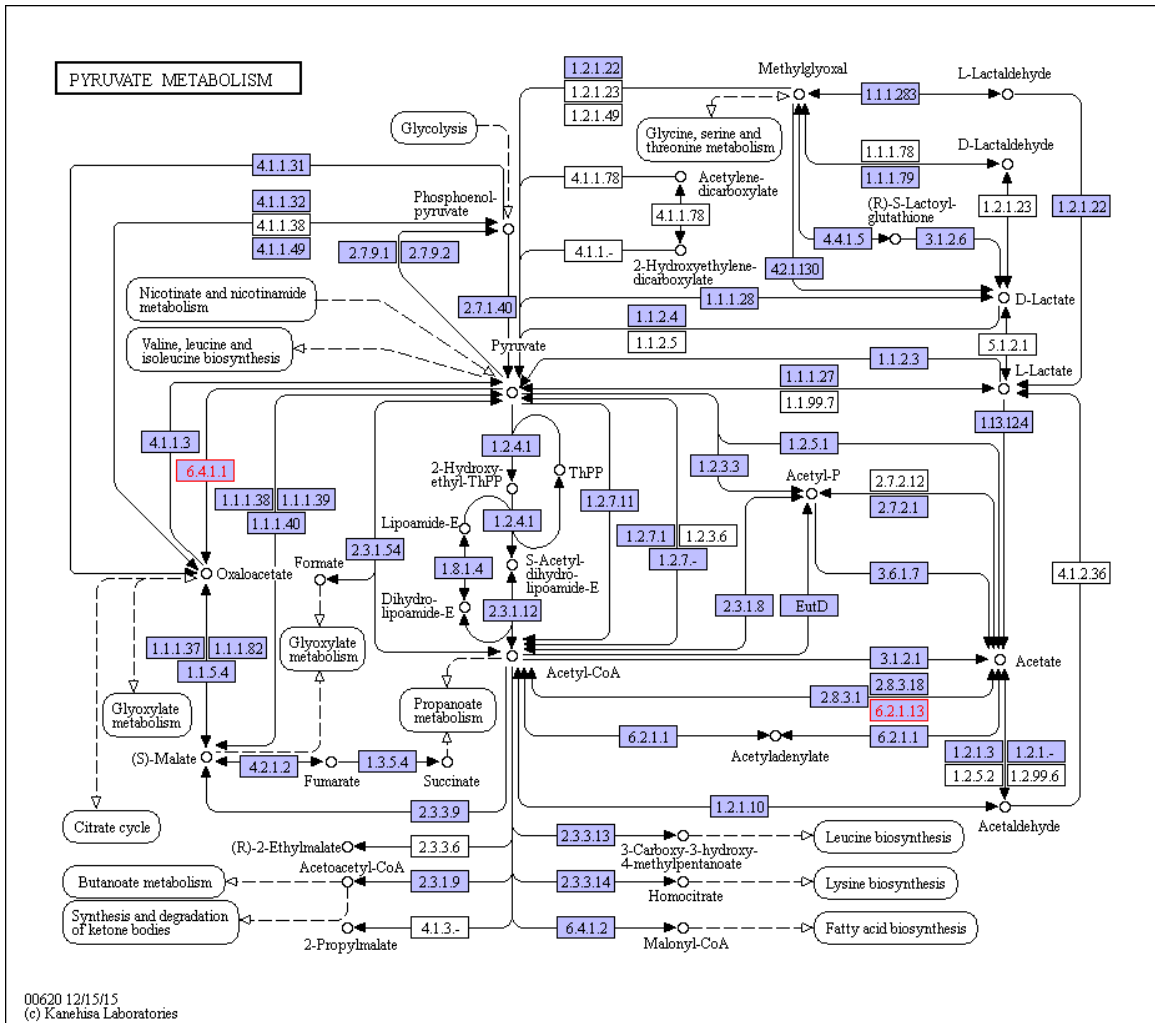 PYRUVATE METABOLISM
1.2.1.22
1.2.1.23
1.2.1.49
Methylglyoxal
1.1.1.283
L-Lactaldehyde
Glycolysis
Glycine, serine and
threonine metabolism
4.1.1.31
4.1.1.32
4.1.1.38
4.1.1.49
Phosphoenol-
pyruvate
4.1.1.78
Acetylene-
dicarboxylate
4.1.1.78
4.1.1.-
2-Hydroxyethylene-
dicarboxylate
1.1.1.78
1.1.1.79
D-Lactaldehyde
(R)-S-Lactoyl-
glutathione
1.2.1.23
1.2.1.22
4.4.1.5
3.1.2.6
4.2.1.130
2.7.9.1
2.7.9.2
Nicotinate and nicotinamide
metabolism
2.7.1.40
1.1.1.28
D-Lactate
1.1.2.4
1.1.2.5
Valine, leucine and
isoleucine biosynthesis
Pyruvate
5.1.2.1
1.1.2.3
L-Lactate
1.1.1.27
1.1.99.7
1.13.12.4
4.1.1.3
6.4.1.1
1.2.4.1
1.2.5.1
1.2.3.3
2-Hydroxy-
ethyl-ThPP
ThPP
Acetyl-P
2.7.2.12
2.7.2.1
1.1.1.38
1.1.1.39
1.1.1.40
1.2.7.11
Lipoamide-E
1.2.4.1
1.2.7.1
1.2.3.6
1.2.7.-
2.3.1.54
Oxaloacetate
Formate
1.8.1.4
S-Acetyl-
dihydro-
lipoamide-E
3.6.1.7
4.1.2.36
Dihydro-
lipoamide-E
2.3.1.12
2.3.1.8
EutD
1.1.1.37
1.1.1.82
1.1.5.4
Glyoxylate
metabolism
Acetyl-CoA
3.1.2.1
Acetate
Glyoxylate
metabolism
Propanoate
metabolism
2.8.3.1
2.8.3.18
6.2.1.13
6.2.1.1
Acetyladenylate
6.2.1.1
(S)-Malate
4.2.1.2
Fumarate
1.3.5.4
Succinate
1.2.1.3
1.2.1.-
1.2.5.2
1.2.99.6
Citrate cycle
2.3.3.9
1.2.1.10
Acetaldehyde
(R)-2-Ethylmalate
2.3.3.6
2.3.3.13
3-Carboxy-3-hydroxy-
4-methylpentanoate
Leucine biosynthesis
Butanoate metabolism
Acetoacetyl-CoA
2.3.1.9
2.3.3.14
Homocitrate
Lysine biosynthesis
Synthesis and degradation
of ketone bodies
2-Propylmalate
4.1.3.-
6.4.1.2
Malonyl-CoA
Fatty acid biosynthesis
00620 12/15/15
(c) Kanehisa Laboratories